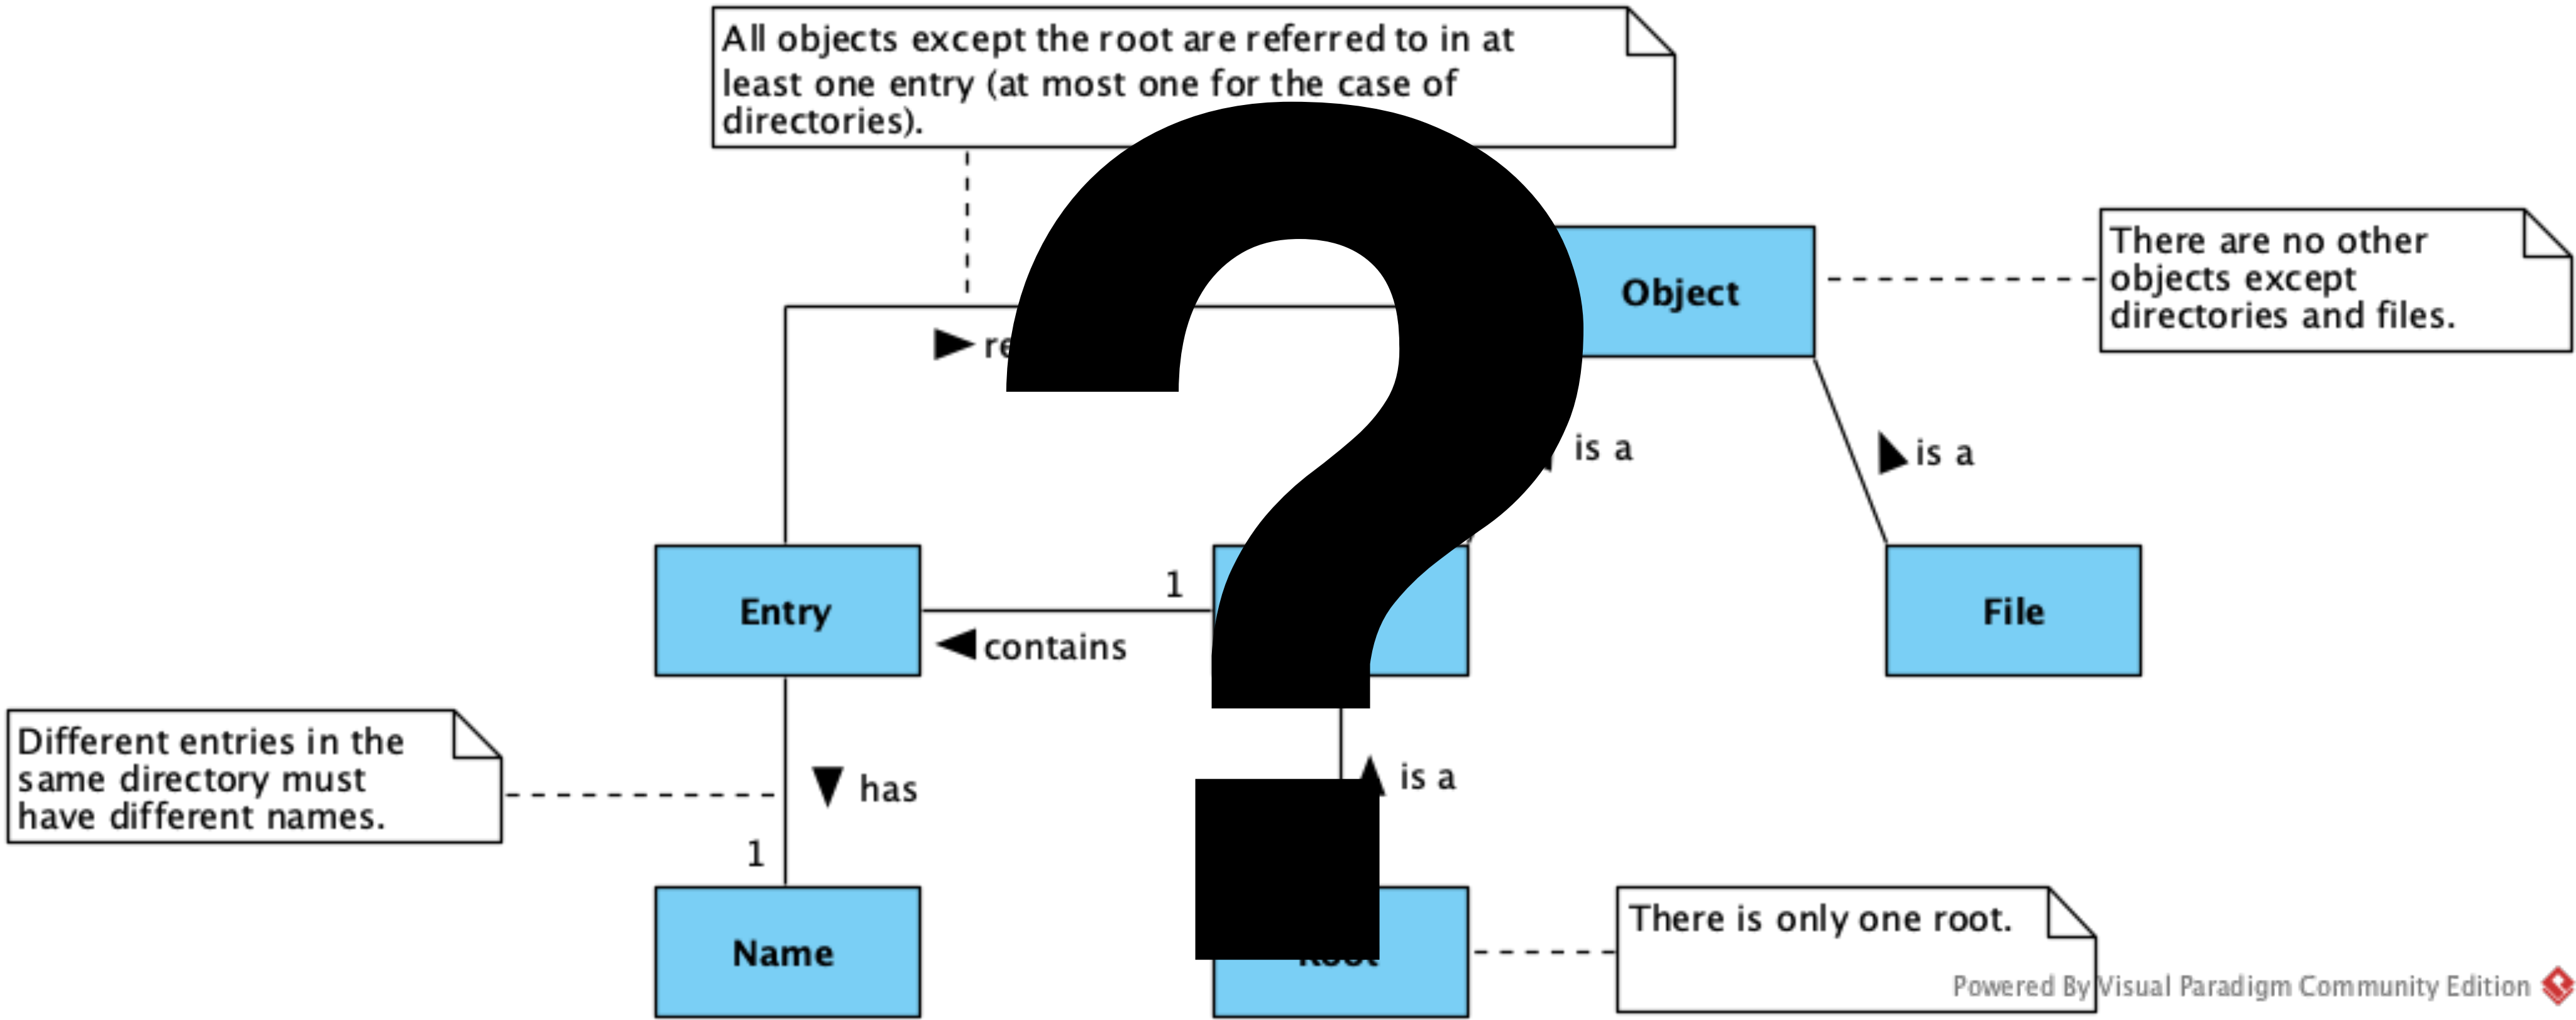 All objects except the root are referred to in at
least one entry (at most one for the case of
directories).
There are no other
objects except
directories and files.
Object
is a
is a
Entry
1
contains
File
Different entries in the
same directory must
have different names.
has
is a
1
Name
Root
There is only one root.
Powered By Visual Paradigm Community Edition
?